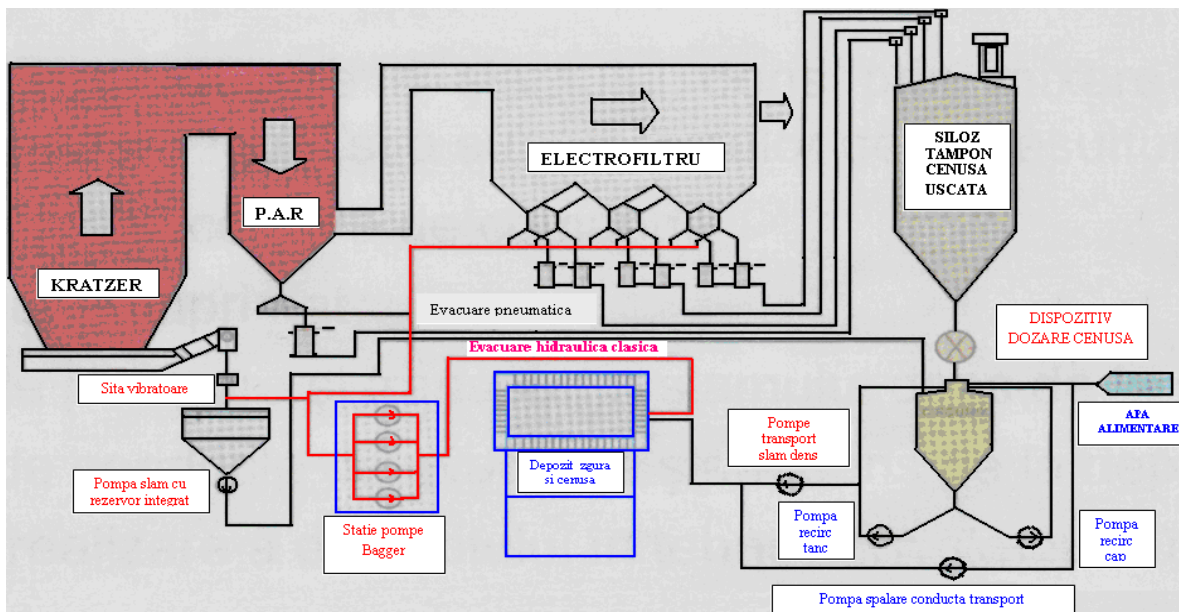 SILOZ
TAMPON
CENUSA
USCATA
ELECTROFILTRU
P.A.R
KRATZER
Evacuare pneumatica
DISPOZITIV
DOZARE CENUSA
Evacuare hidraulica clasica
Sita vibratoare
APA
ALIMENTARE
Pompe
transport
slam dens
Depozit zgura
si cenusa
Pompa slam cu
rezervor integrat
Statie pompe
Bagger
Pompa
recirc
tanc
Pompa
recirc
cap
Pompa spalare conducta transport